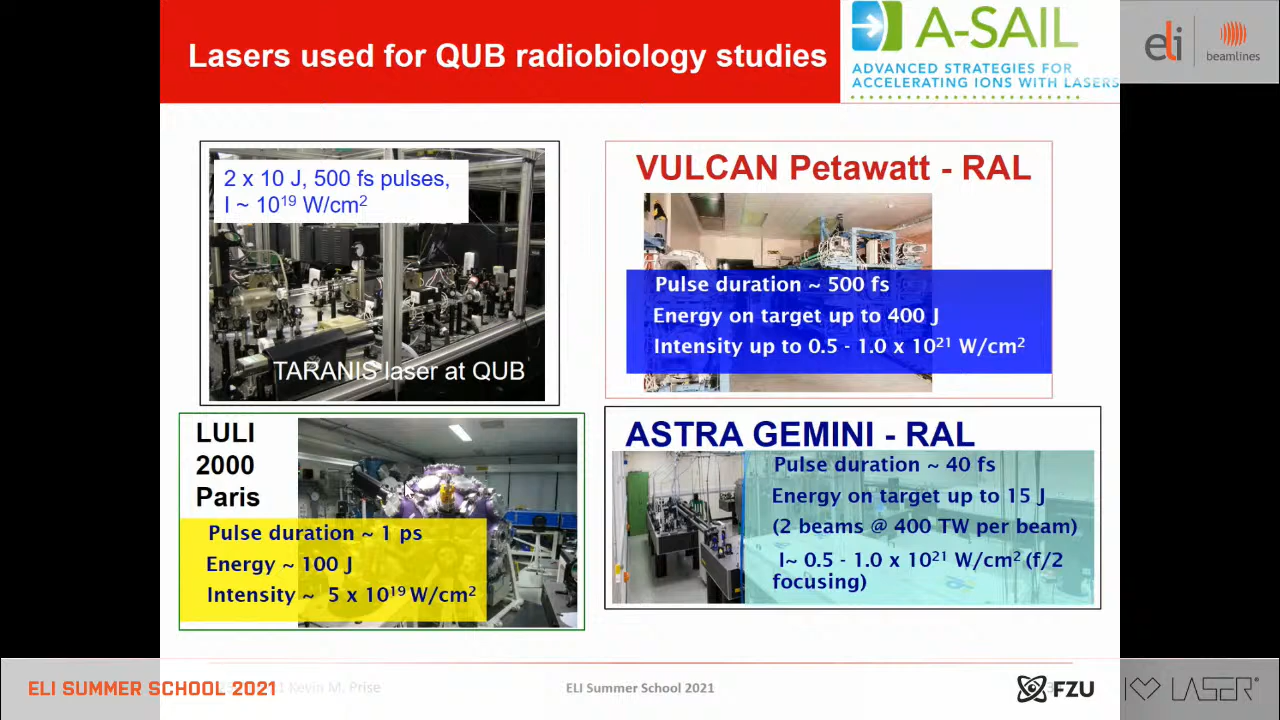 Lasers used for QUB radiobiology studies
A-SAIL
ADVANCED STRATEGIES FOR
ACCELERATING IONS WITH LASERS
eli
beamlines
2 x 10 J, 500 fs pulses,
I ~ 10¹⁹ W/cm²
TARANIS laser at QUB
VULCAN Petawatt - RAL
Pulse duration ~ 500 fs
Energy on target up to 400 J
Intensity up to 0.5 - 1.0 x 10²¹ W/cm²
LULI
2000
Paris
Pulse duration ~ 1 ps
Energy ~ 100 J
Intensity ~ 5 x 10¹⁹ W/cm²
ASTRA GEMINI - RAL
Pulse duration ~ 40 fs
Energy on target up to 15 J
(2 beams @ 400 TW per beam)
I~ 0.5 - 1.0 x 10²¹ W/cm² (f/2
focusing)
ELI SUMMER SCHOOL 2021
Kevin M. Prise
ELI Summer School 2021
FZU
LASER